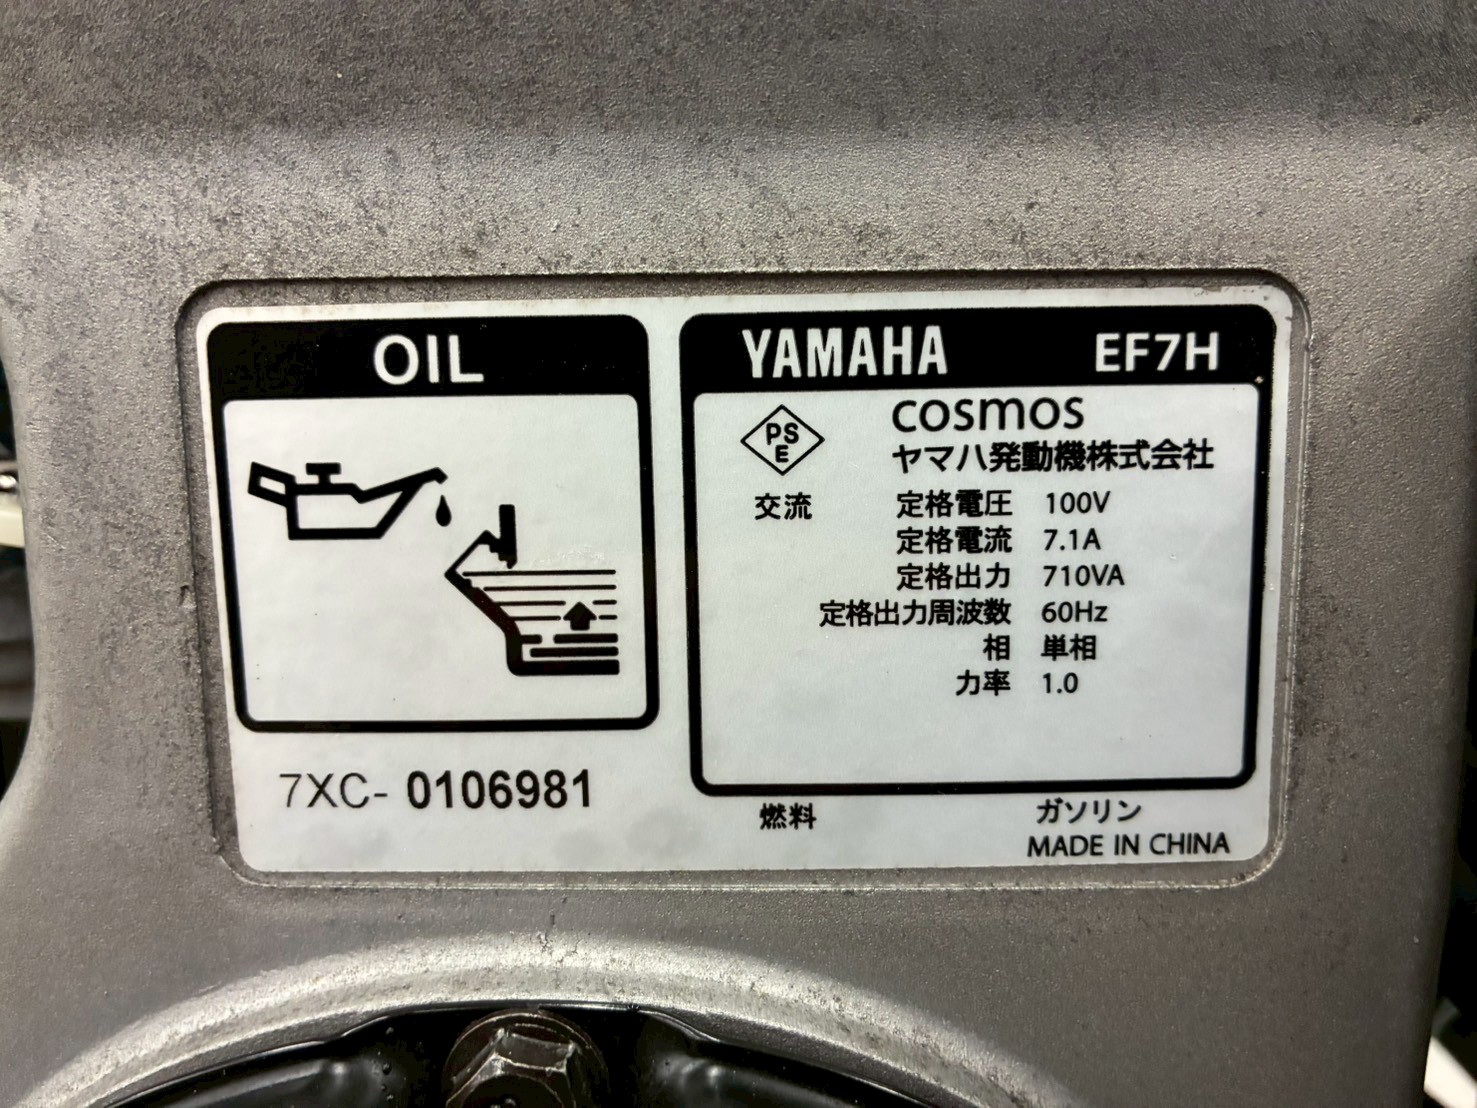 OIL
7XC- 0106981
YAMAHA EF7H
PSE
cosmos
ヤマハ発動機株式会社
交流 定格電圧 100V
定格電流 7.1A
定格出力 710VA
定格出力周波数 60Hz
相 単相
力率 1.0
燃料 ガソリン
MADE IN CHINA